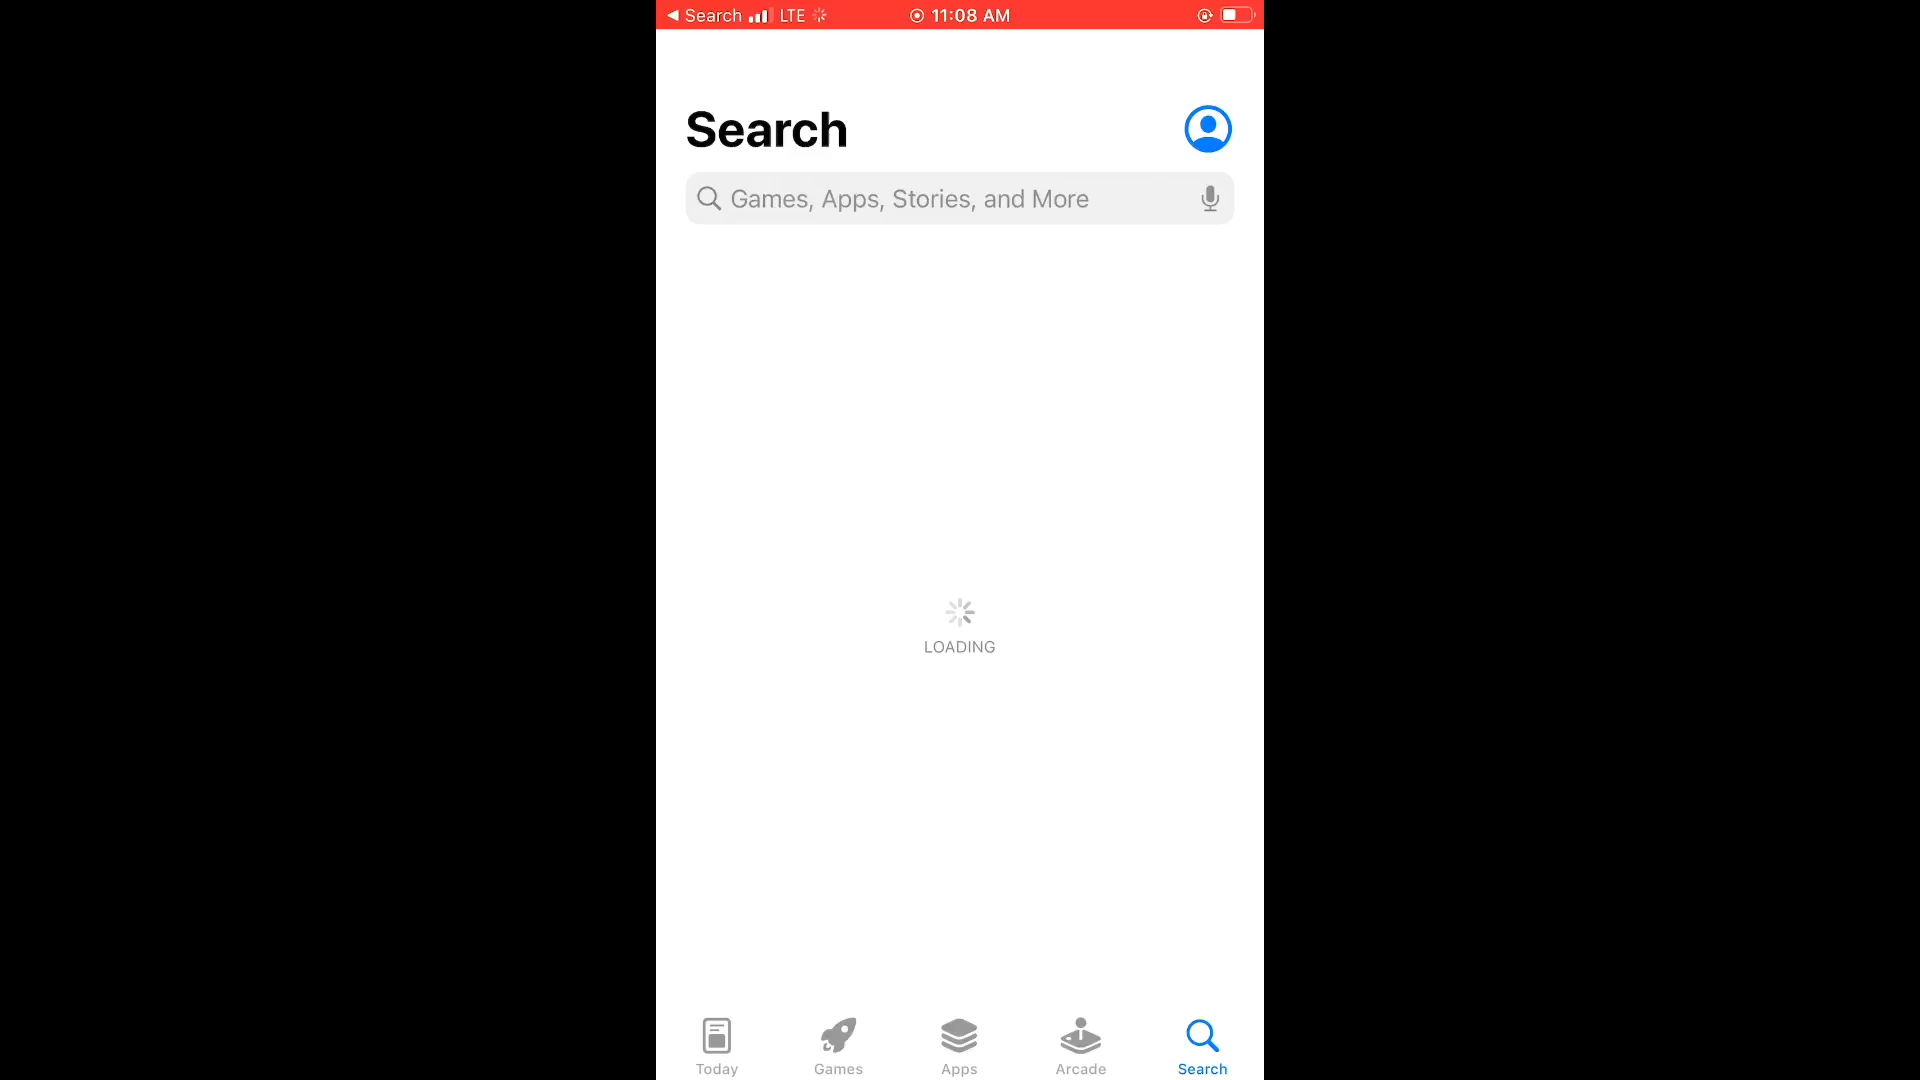 Search LTE 11:08 AM
Search
Games, Apps, Stories, and More
LOADING
Today Games Apps Arcade Search